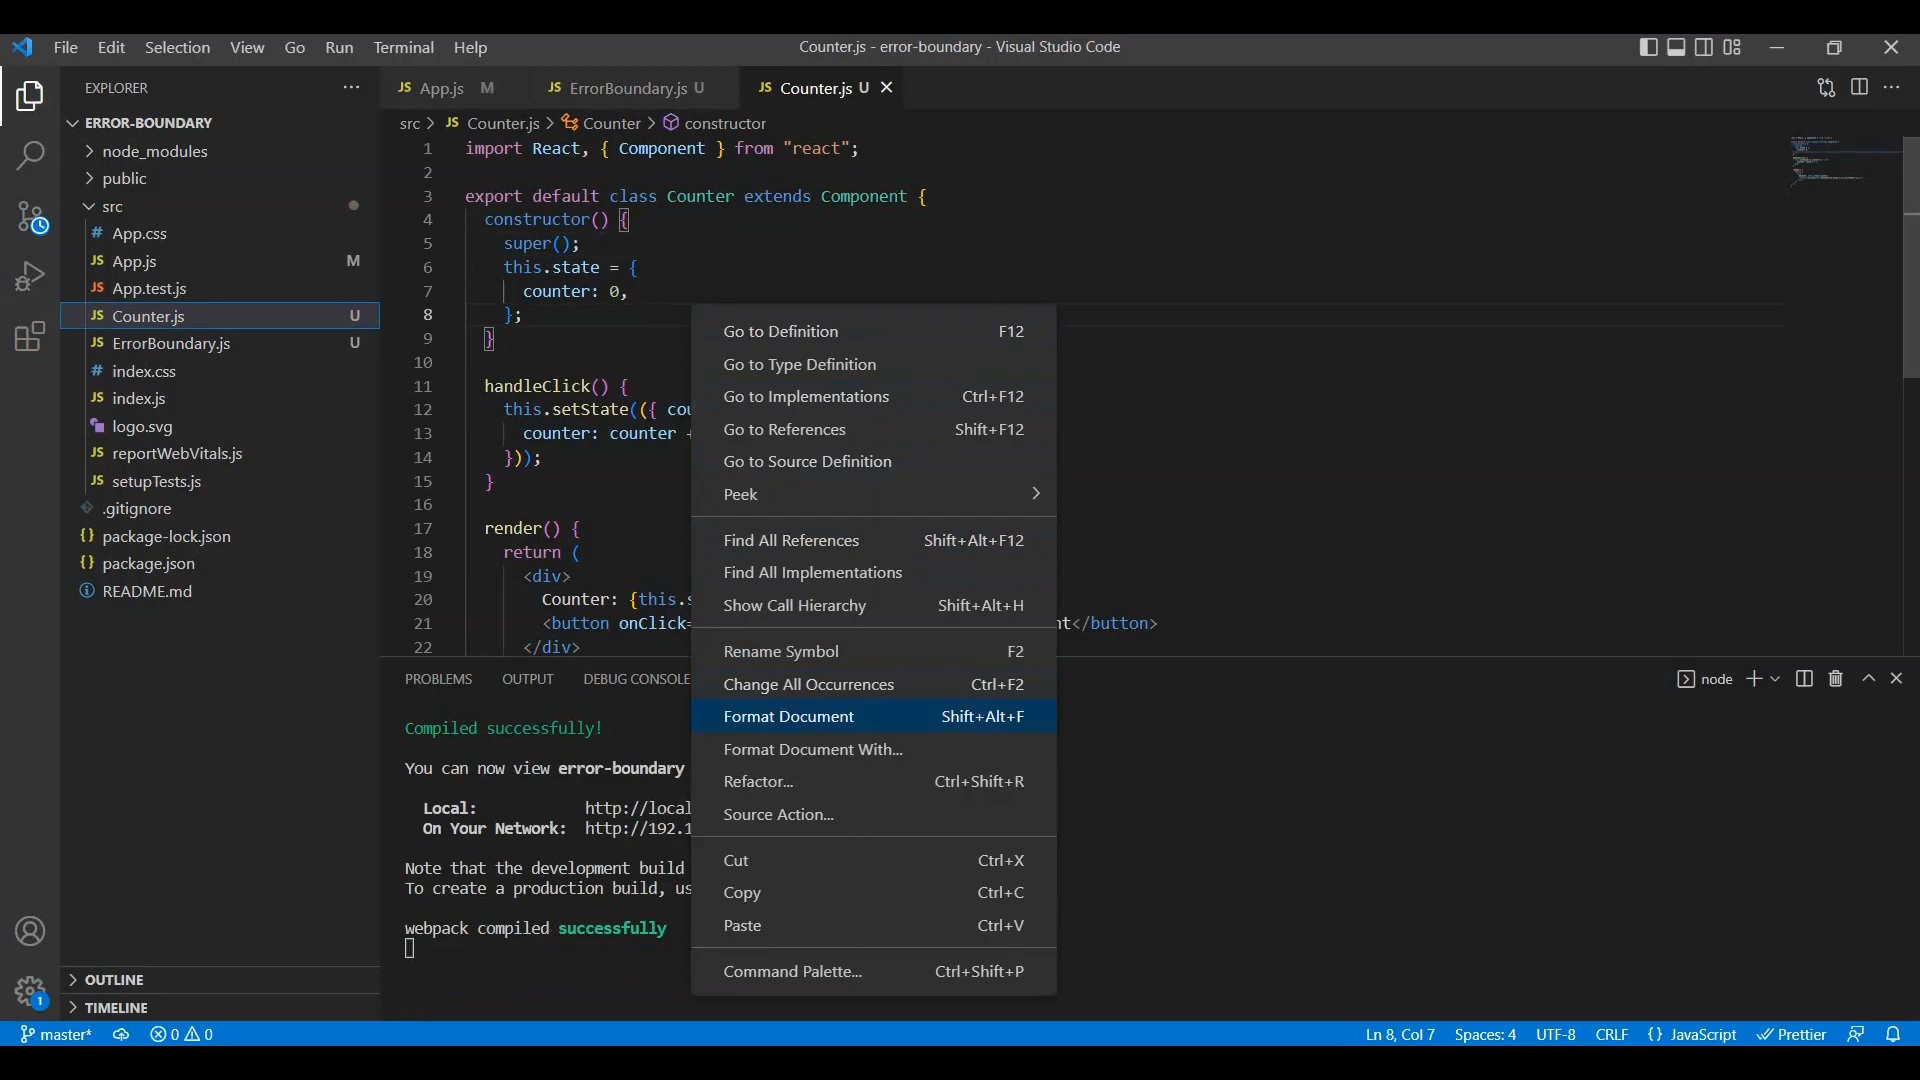 File Edit Selection View Go Run Terminal Help
Counter.js - error-boundary - Visual Studio Code
EXPLORER
ERROR-BOUNDARY
node_modules
public
src
# App.css
JS App.js M
JS App.test.js
JS Counter.js U
JS ErrorBoundary.js U
# index.css
JS index.js
logo.svg
JS reportWebVitals.js
JS setupTests.js
.gitignore
{} package-lock.json
{} package.json
README.md
OUTLINE
TIMELINE
1
JS App.js M
JS ErrorBoundary.js U
JS Counter.js U
src > JS Counter.js > Counter > constructor
1 import React, { Component } from "react";
2
3 export default class Counter extends Component {
4 constructor() {
5 super();
6 this.state = {
7 counter: 0,
8 };
9 }
10
11 handleClick() {
12 this.setState(({ cou
13 counter: counter +
14 }));
15 }
16
17 render() {
18 return (
19 <div>
20 Counter: {this.s
21 <button onClick= nt</button>
22 </div>
Go to Definition F12
Go to Type Definition
Go to Implementations Ctrl+F12
Go to References Shift+F12
Go to Source Definition
Peek
Find All References Shift+Alt+F12
Find All Implementations
Show Call Hierarchy Shift+Alt+H
Rename Symbol F2
Change All Occurrences Ctrl+F2
Format Document Shift+Alt+F
Format Document With...
Refactor... Ctrl+Shift+R
Source Action...
Cut Ctrl+X
Copy Ctrl+C
Paste Ctrl+V
Command Palette... Ctrl+Shift+P
PROBLEMS OUTPUT DEBUG CONSOLE
node
Compiled successfully!
You can now view error-boundary
Local: http://local
On Your Network: http://192.1
Note that the development build
To create a production build, us
webpack compiled successfully
master* 0 0
Ln 8, Col 7 Spaces: 4 UTF-8 CRLF {} JavaScript Prettier